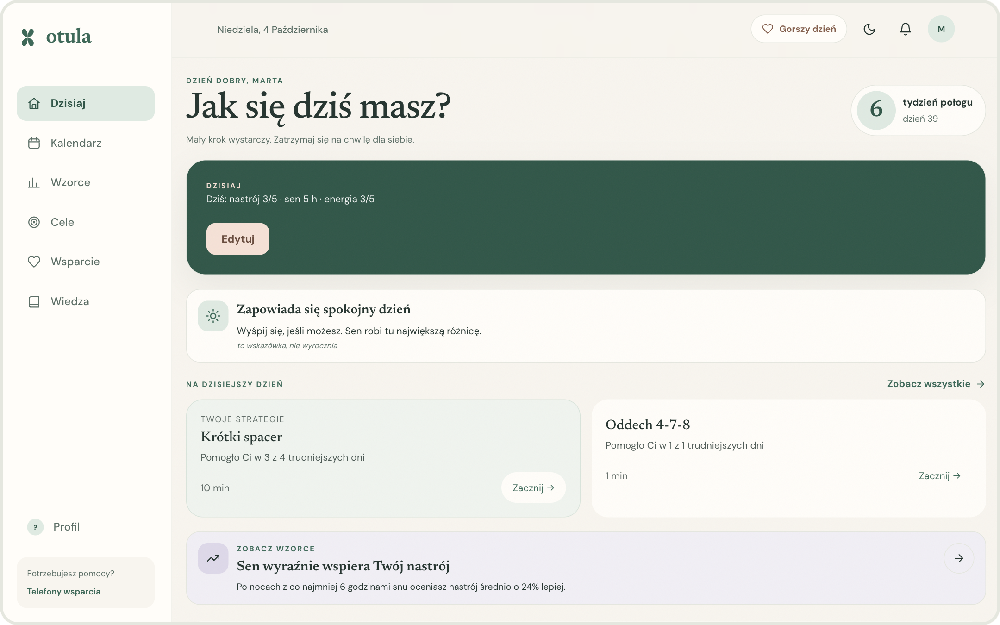 otula
Niedziela, 4 Października
Gorszy dzień
M
Dzisiaj
Kalendarz
Wzorce
Cele
Wsparcie
Wiedza
? Profil
Potrzebujesz pomocy?
Telefony wsparcia
DZIEŃ DOBRY, MARTA
Jak się dziś masz?
Mały krok wystarczy. Zatrzymaj się na chwilę dla siebie.
6
tydzień połogu
dzień 39
DZISIAJ
Dziś: nastrój 3/5 · sen 5 h · energia 3/5
Edytuj
Zapowiada się spokojny dzień
Wyśpij się, jeśli możesz. Sen robi tu największą różnicę.
to wskazówka, nie wyrocznia
NA DZISIEJSZY DZIEŃ
Zobacz wszystkie →
TWOJE STRATEGIE
Krótki spacer
Pomogło Ci w 3 z 4 trudniejszych dni
10 min
Zacznij →
Oddech 4-7-8
Pomogło Ci w 1 z 1 trudniejszych dni
1 min
Zacznij →
ZOBACZ WZORCE
Sen wyraźnie wspiera Twój nastrój
Po nocach z co najmniej 6 godzinami snu oceniasz nastrój średnio o 24% lepiej.